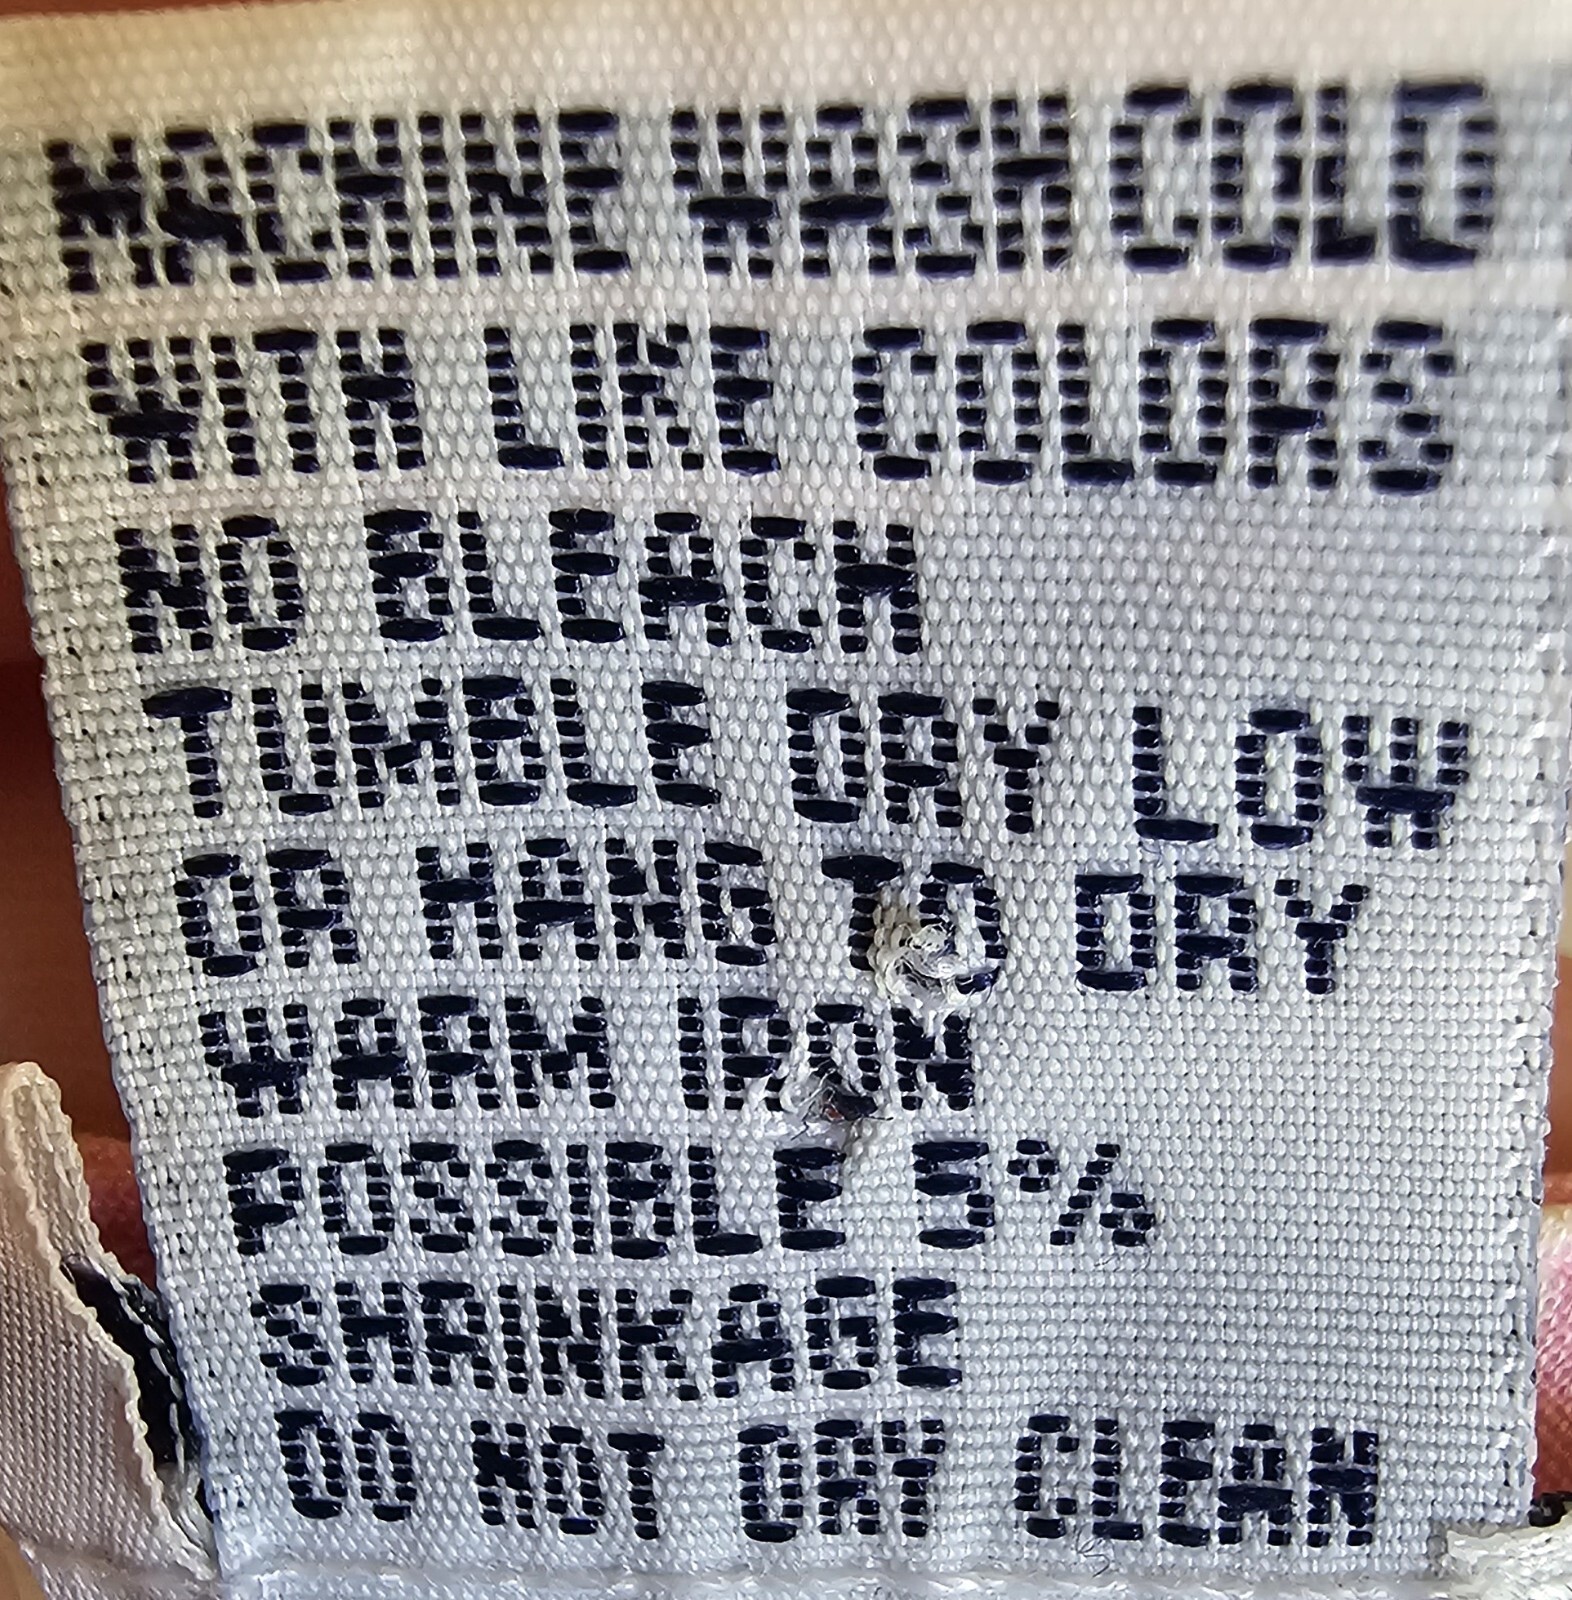 MACHINE WASH COLD
WITH LIKE COLORS
NO BLEACH
TUMBLE DRY LOW
OR HANG TO DRY
WARM IRON
POSSIBLE 5%
SHRINKAGE
DO NOT DRY CLEAN